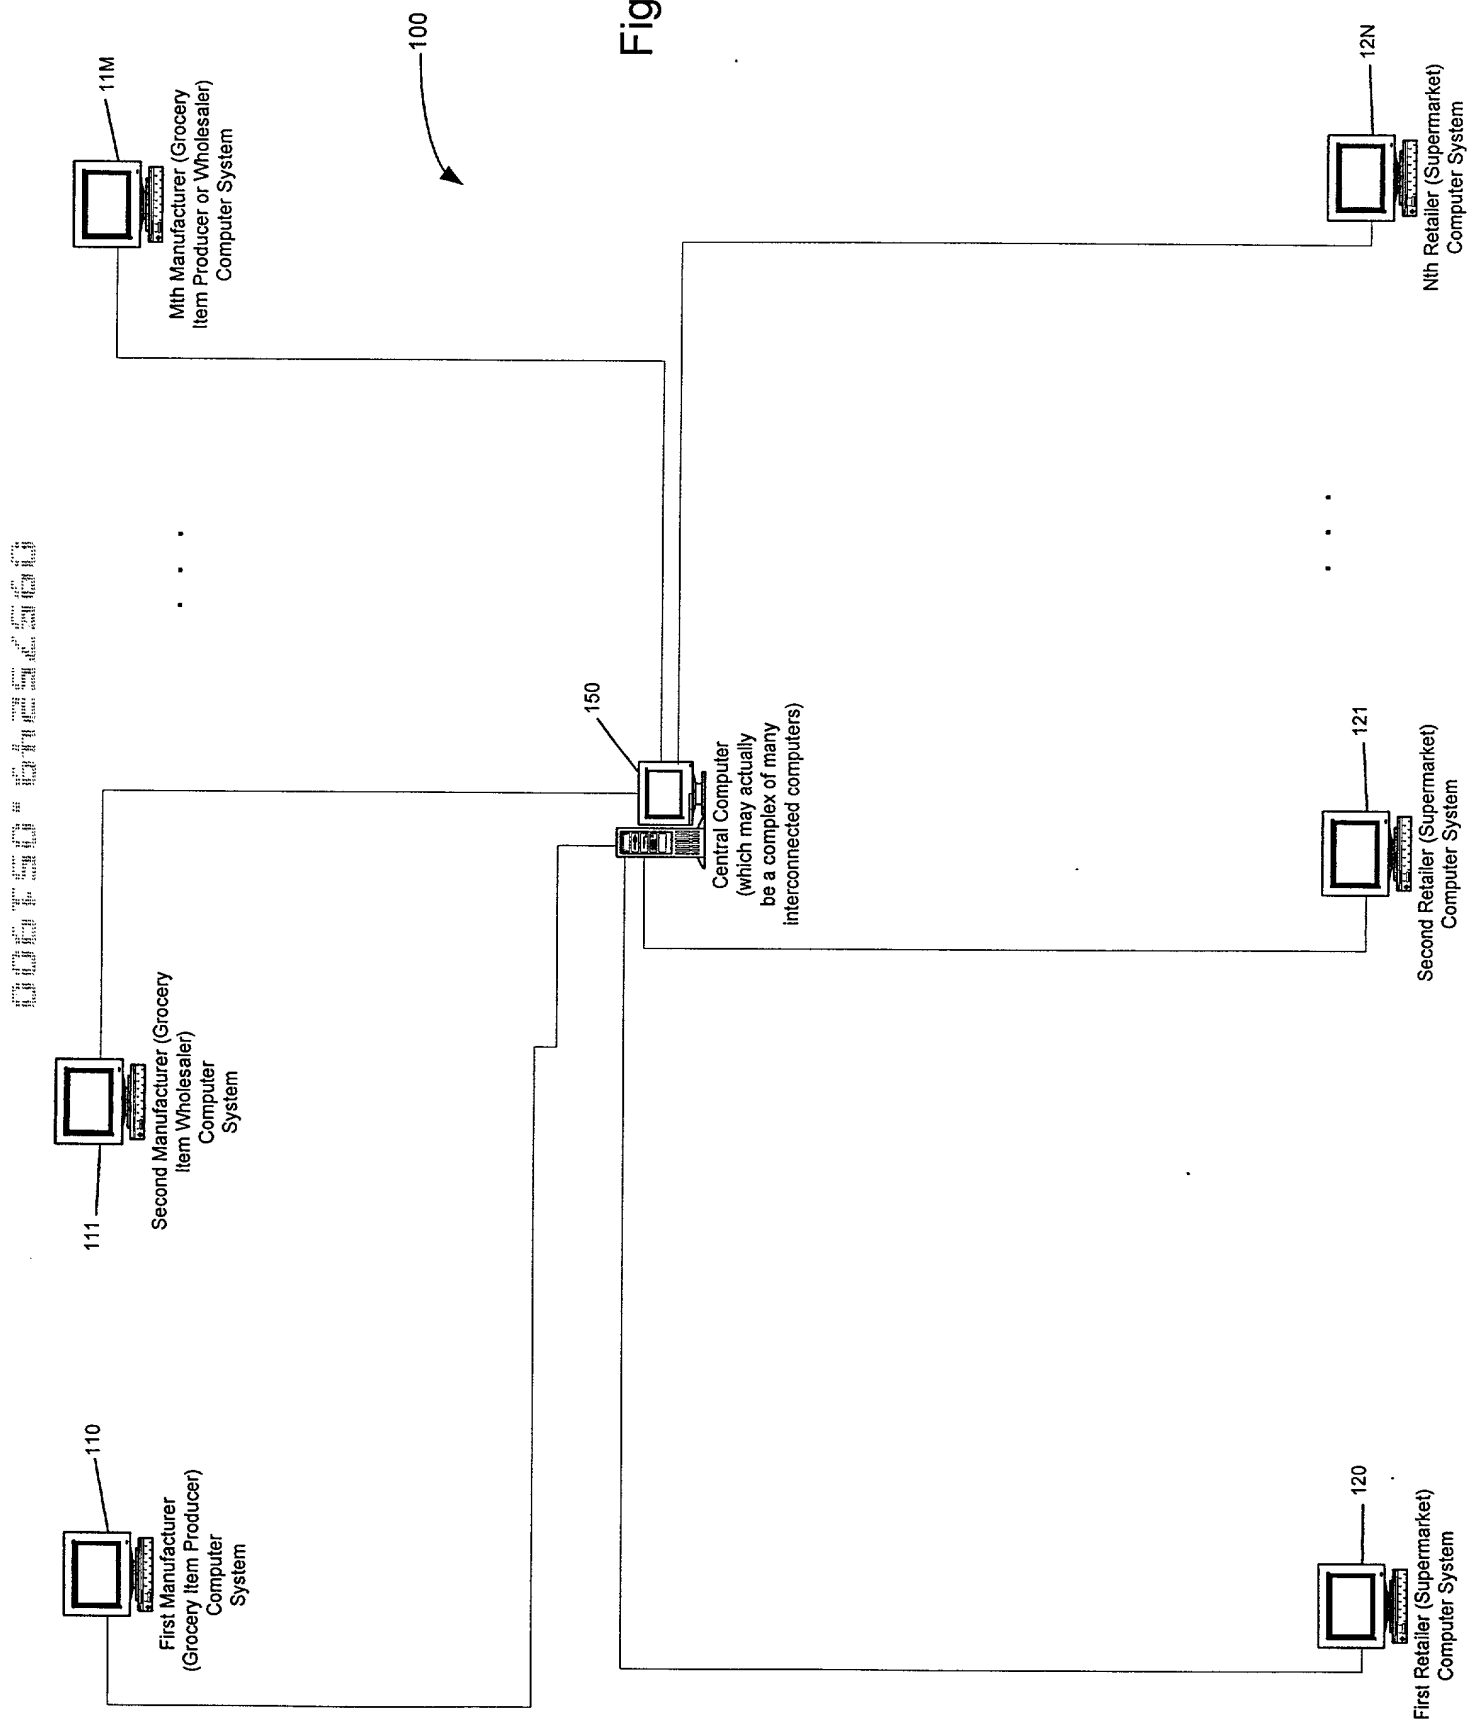 110
First Manufacturer
(Grocery Item Producer)
Computer
System
111
Second Manufacturer (Grocery
Item Wholesaler)
Computer
System
. . .
11M
Mth Manufacturer (Grocery
Item Producer or Wholesaler)
Computer System
100
Fig
150
Central Computer
(which may actually
be a complex of many
interconnected computers)
120
First Retailer (Supermarket)
Computer System
121
Second Retailer (Supermarket)
Computer System
. . .
12N
Nth Retailer (Supermarket)
Computer System